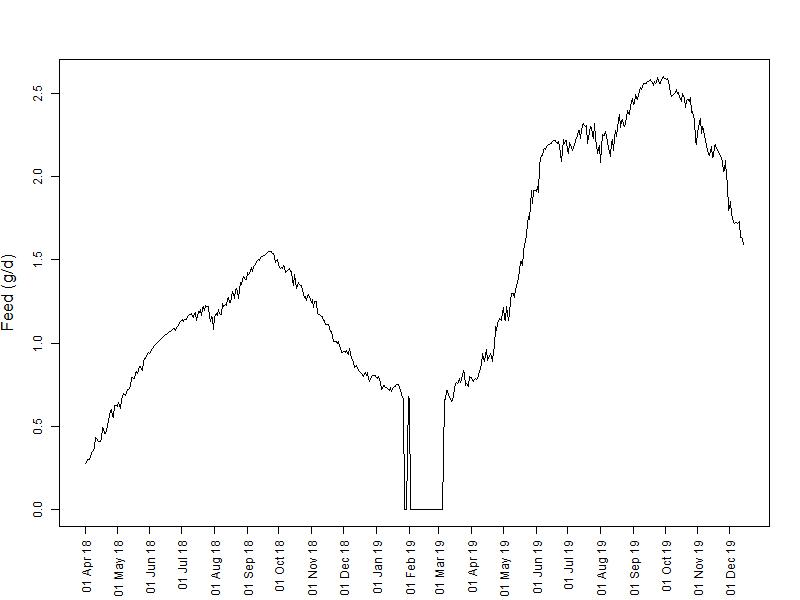 Feed (g/d)
2.5
2.0
1.5
1.0
0.5
0.0
01 Apr 18
01 May 18
01 Jun 18
01 Jul 18
01 Aug 18
01 Sep 18
01 Oct 18
01 Nov 18
01 Dec 18
01 Jan 19
01 Feb 19
01 Mar 19
01 Apr 19
01 May 19
01 Jun 19
01 Jul 19
01 Aug 19
01 Sep 19
01 Oct 19
01 Nov 19
01 Dec 19